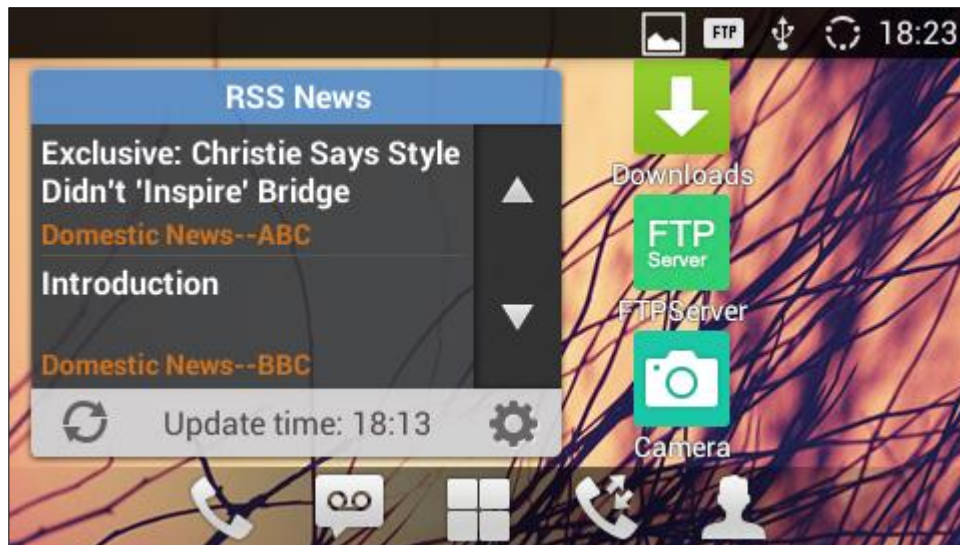 FTP
18:23
RSS News
Exclusive: Christie Says Style
Didn't 'Inspire' Bridge
Domestic News--ABC
Introduction
Domestic News--BBC
Update time: 18:13
Downloads
FTP
Server
FTPServer
Camera